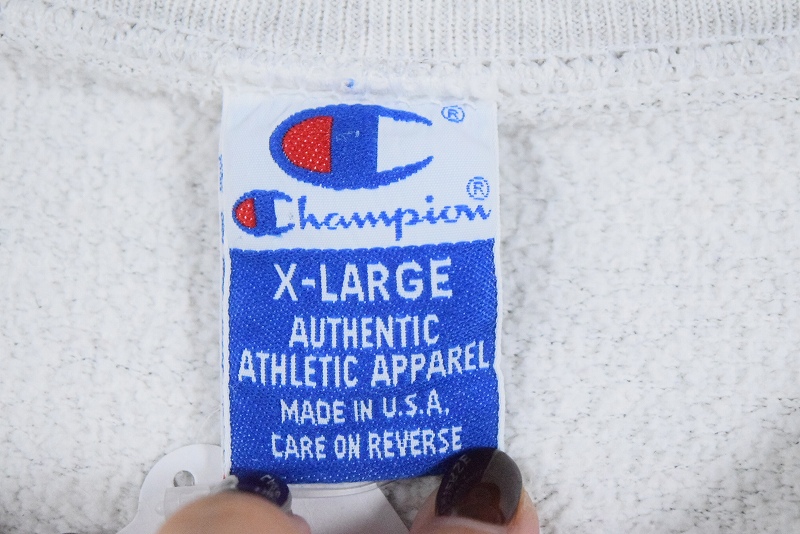 ®
Champion®
X-LARGE
AUTHENTIC
ATHLETIC APPAREL
MADE IN U.S.A.
CARE ON REVERSE